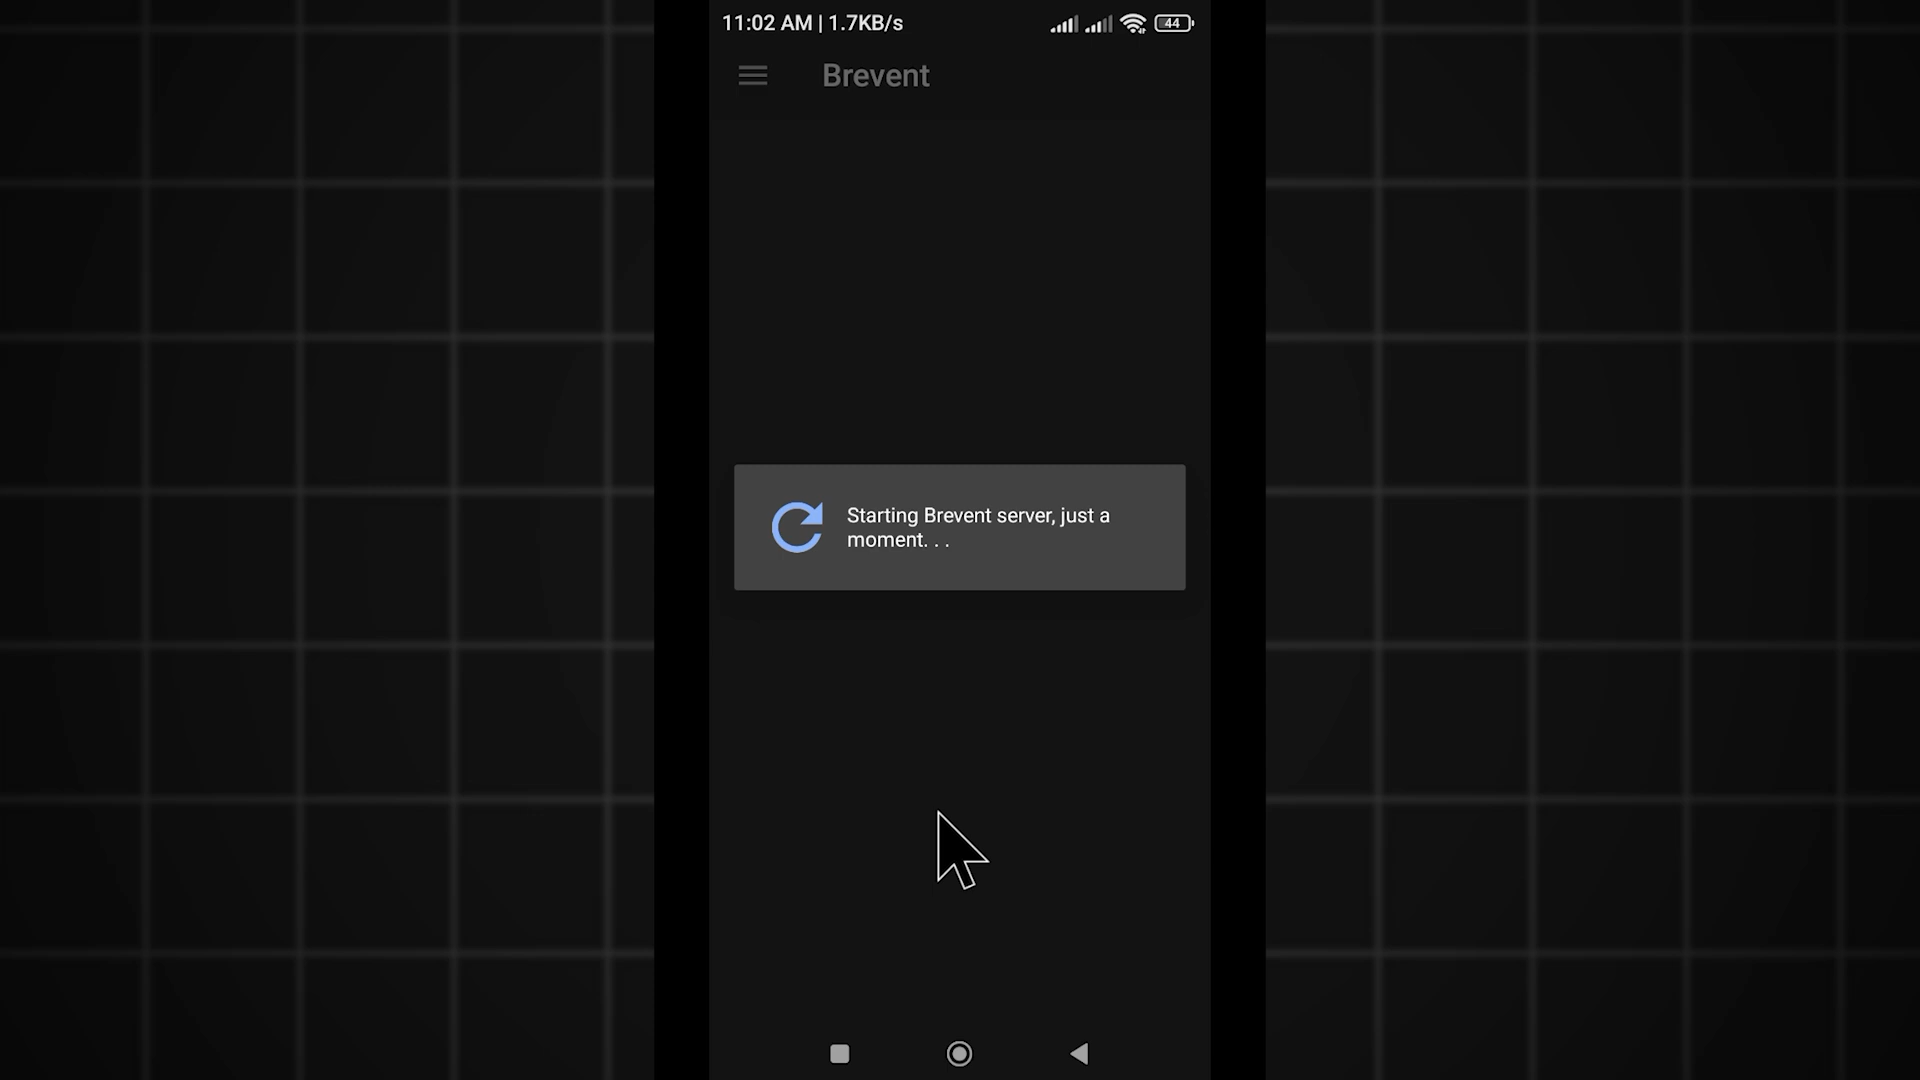 11:02 AM | 1.7KB/s
44
Brevent
Starting Brevent server, just a
moment. . .